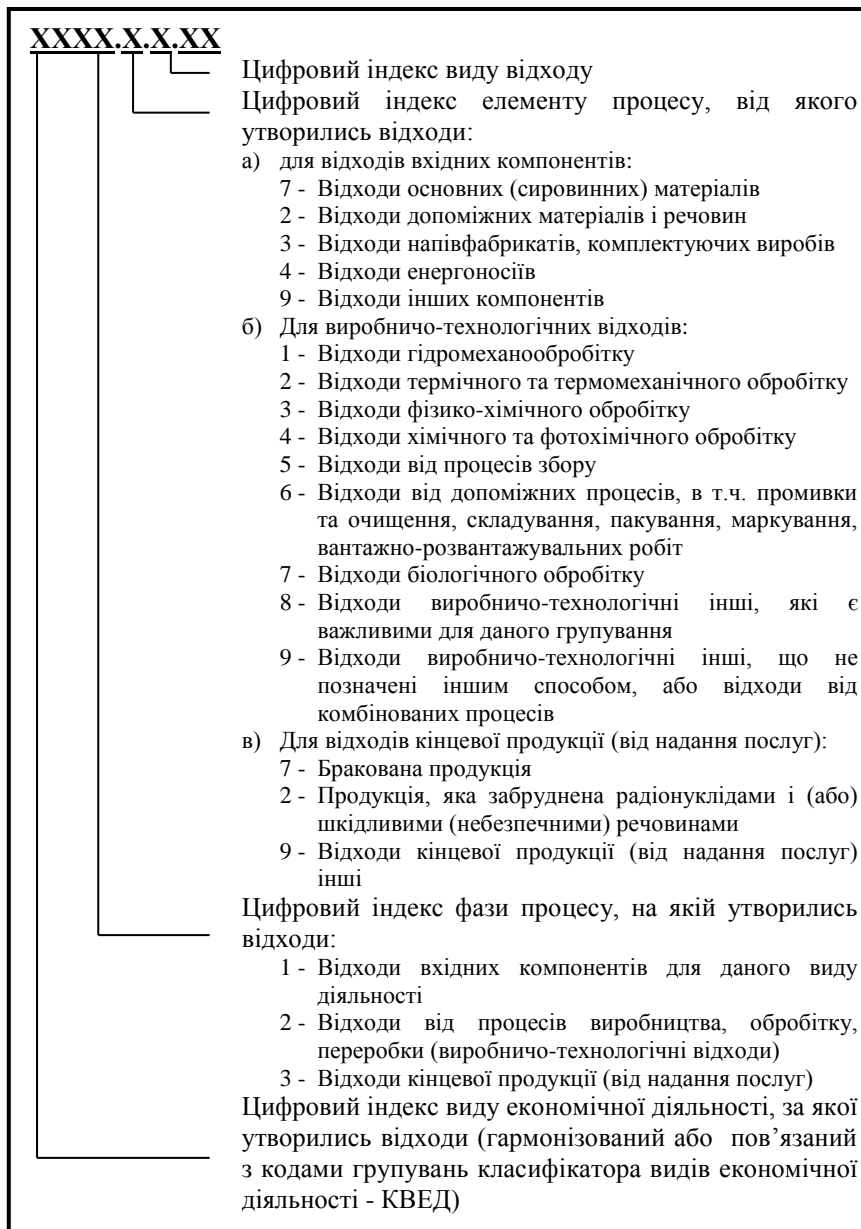 XXXX.X.X.XX
Цифровий індекс виду відходу
Цифровий індекс елементу процесу, від якого
утворились відходи:
а) для відходів вхідних компонентів:
7 - Відходи основних (сировинних) матеріалів
2 - Відходи допоміжних матеріалів і речовин
3 - Відходи напівфабрикатів, комплектуючих виробів
4 - Відходи енергоносіїв
9 - Відходи інших компонентів
б) Для виробничо-технологічних відходів:
1 - Відходи гідромеханообробітку
2 - Відходи термічного та термомеханічного обробітку
3 - Відходи фізико-хімічного обробітку
4 - Відходи хімічного та фотохімічного обробітку
5 - Відходи від процесів збору
6 - Відходи від допоміжних процесів, в т.ч. промивки
та очищення, складування, пакування, маркування,
вантажно-розвантажувальних робіт
7 - Відходи біологічного обробітку
8 - Відходи виробничо-технологічні інші, які є
важливими для даного групування
9 - Відходи виробничо-технологічні інші, що не
позначені іншим способом, або відходи від
комбінованих процесів
в) Для відходів кінцевої продукції (від надання послуг):
7 - Бракована продукція
2 - Продукція, яка забруднена радіонуклідами і (або)
шкідливими (небезпечними) речовинами
9 - Відходи кінцевої продукції (від надання послуг)
інші
Цифровий індекс фази процесу, на якій утворились
відходи:
1 - Відходи вхідних компонентів для даного виду
діяльності
2 - Відходи від процесів виробництва, обробітку,
переробки (виробничо-технологічні відходи)
3 - Відходи кінцевої продукції (від надання послуг)
Цифровий індекс виду економічної діяльності, за якої
утворились відходи (гармонізований або пов’язаний
з кодами групувань класифікатора видів економічної
діяльності - КВЕД)